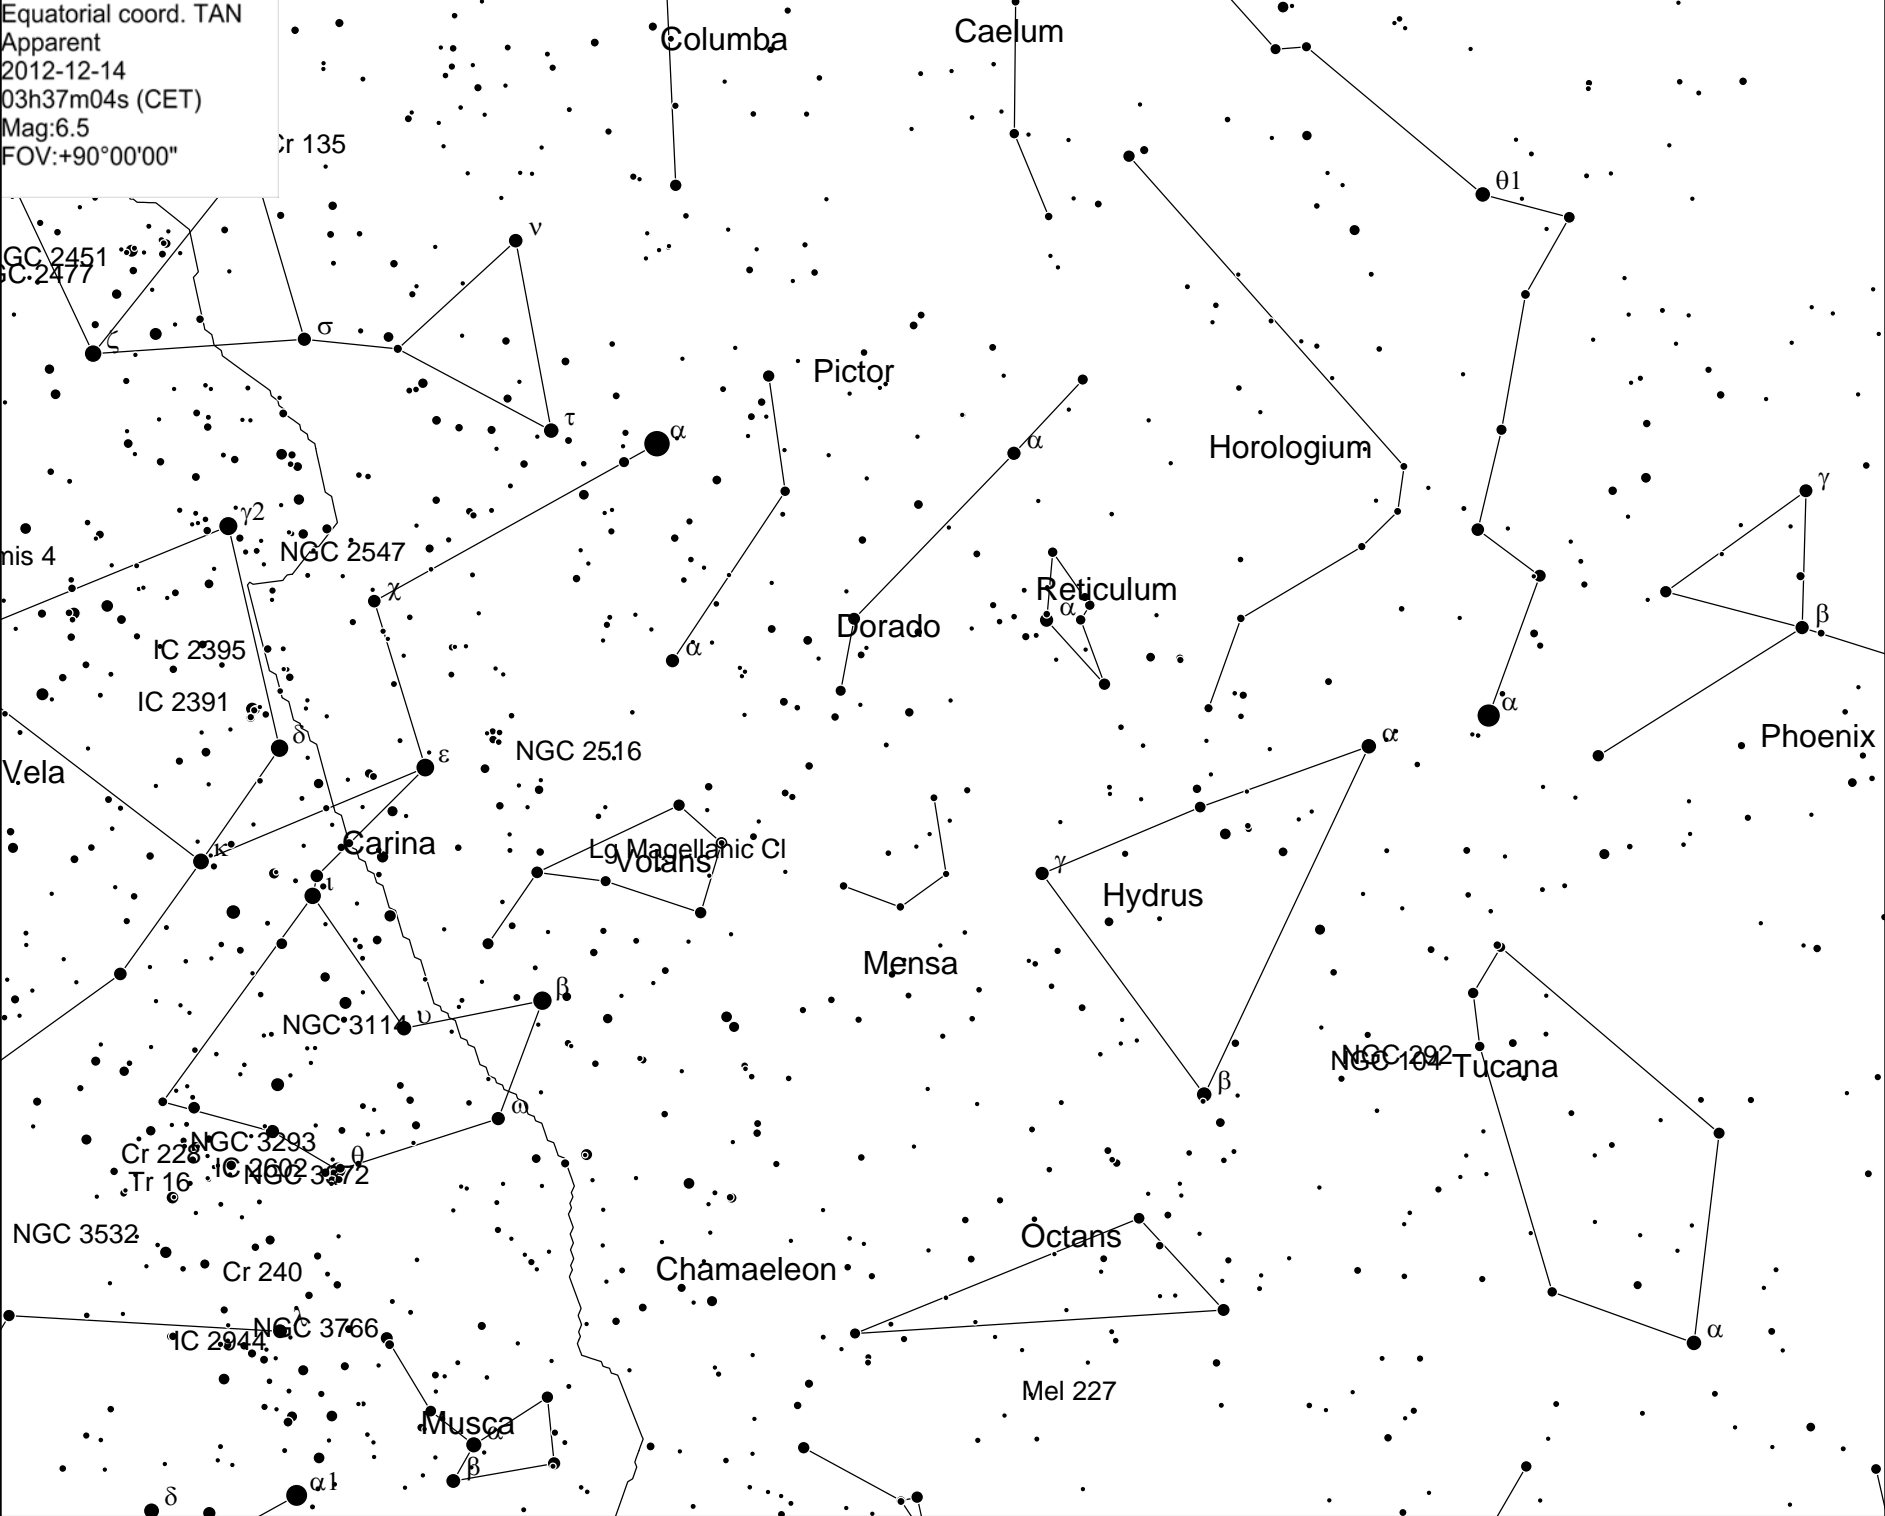 Equatorial coord. TAN
Apparent
2012-12-14
03h37m04s (CET)
Mag:6.5
FOV:+90°00'00"
Columba
Caelum
Cr 135
θ1
ν
GC 2451
GC 2477
ζ
σ
Pictor
τ
α
α
Horologium
γ
γ2
NGC 2547
mis 4
χ
Reticulum
α
β
Dorado
IC 2395
α
IC 2391
α
δ
α
Phoenix
ε
NGC 2516
Vela
Carina
κ
Lg Magellanic Cl
Volans
γ
ι
Hydrus
Mensa
β
NGC 3114
υ
NGC 292
NGC 104
Tucana
β
ω
NGC 3293
Cr 228
θ
IC 2602
NGC 3372
Tr 16
NGC 3532
Octans
Cr 240
Chamaeleon
λ
NGC 3766
IC 2944
α
Mel 227
Musca
α
β
α1
δ